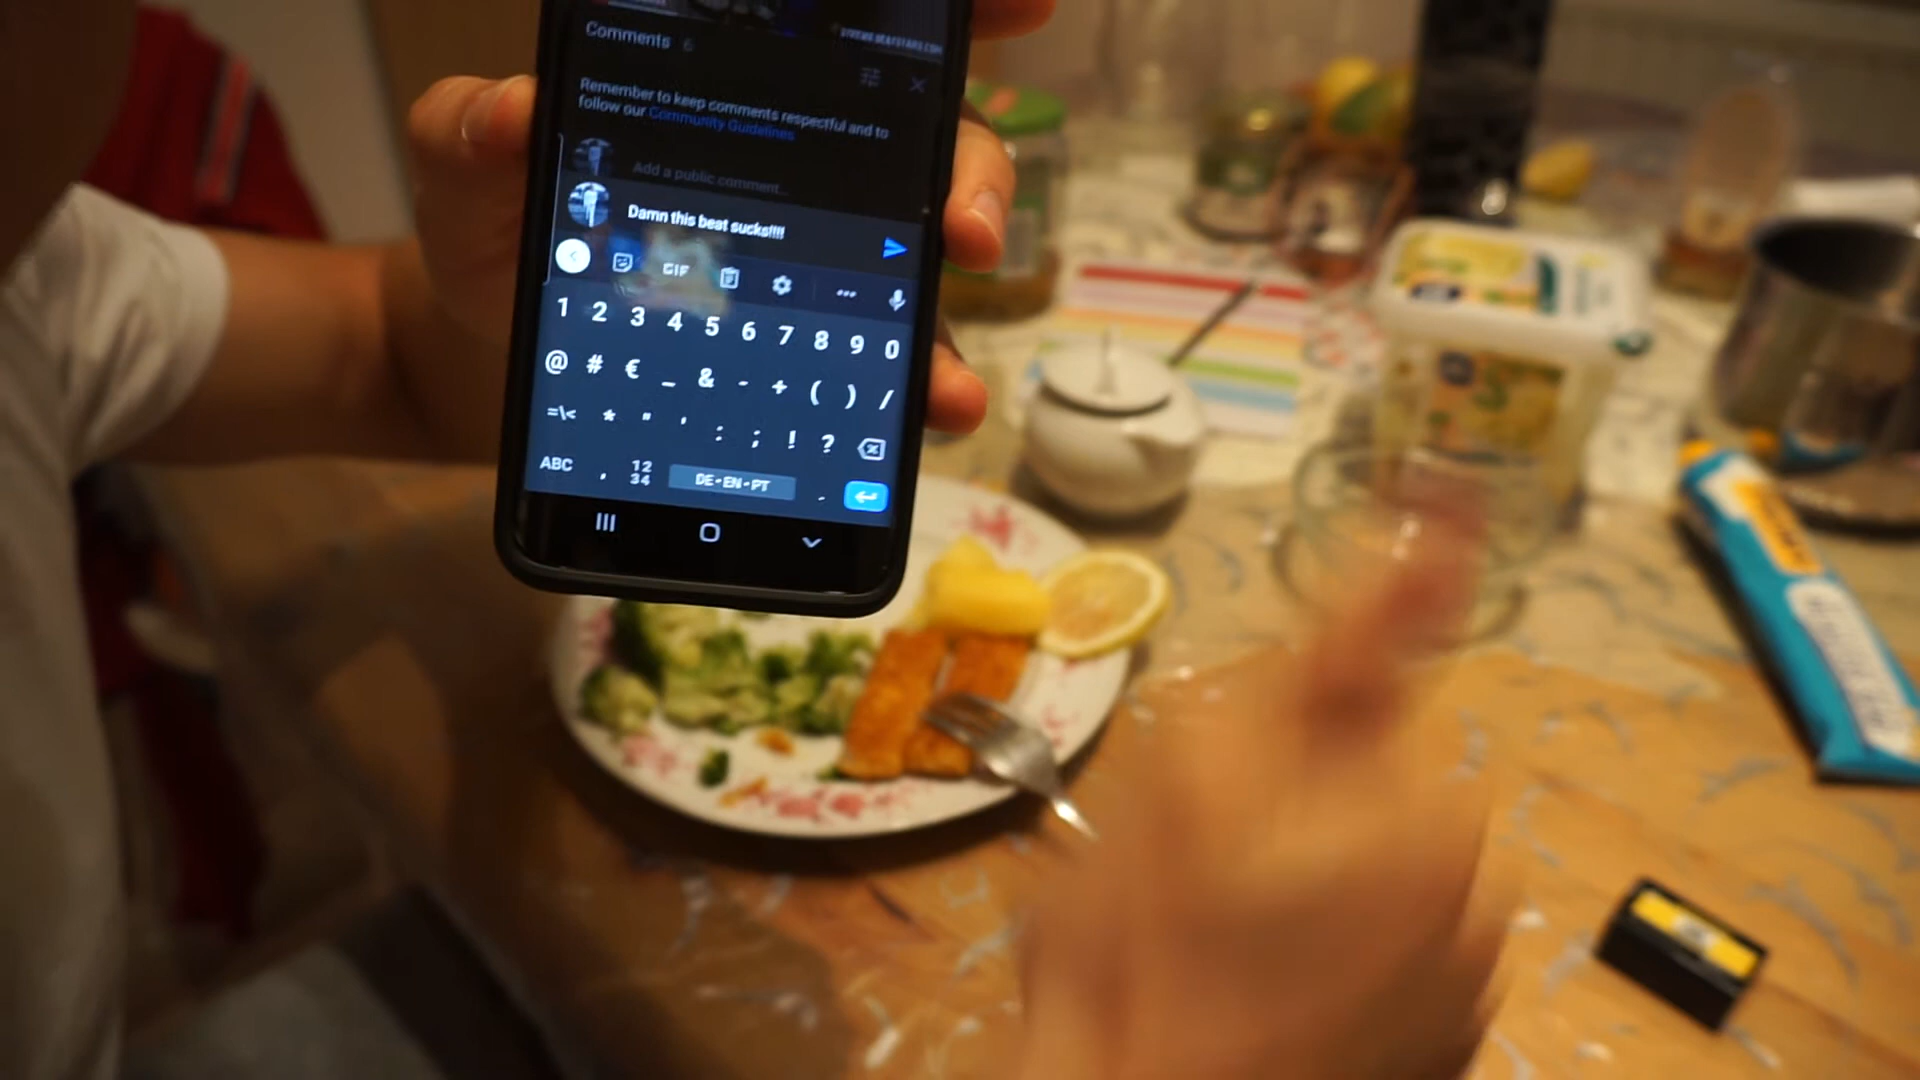 Comments 6
Remember to keep comments respectful and to
follow our Community Guidelines
Add a public comment...
Damn this beat sucks!!!!
GIF
1 2 3 4 5 6 7 8 9 0
@ # € _ & - + ( ) /
=\< * " ' : ; ! ?
ABC , 12 34 DE•EN•PT .